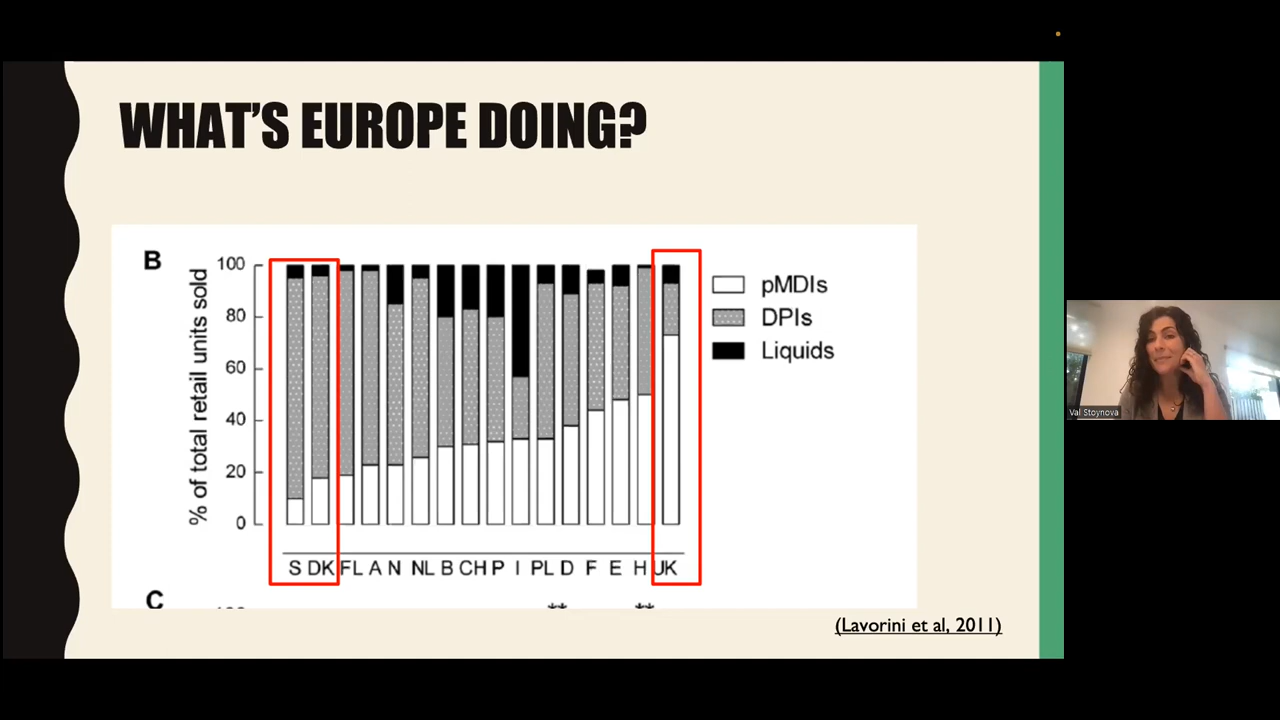 WHAT'S EUROPE DOING?
B
% of total retail units sold
100
80
60
40
20
0
S DK FL A N NL B CH P I PL D F E H UK
pMDIs
DPIs
Liquids
C
** **
(Lavorini et al, 2011)
Val Stoynova